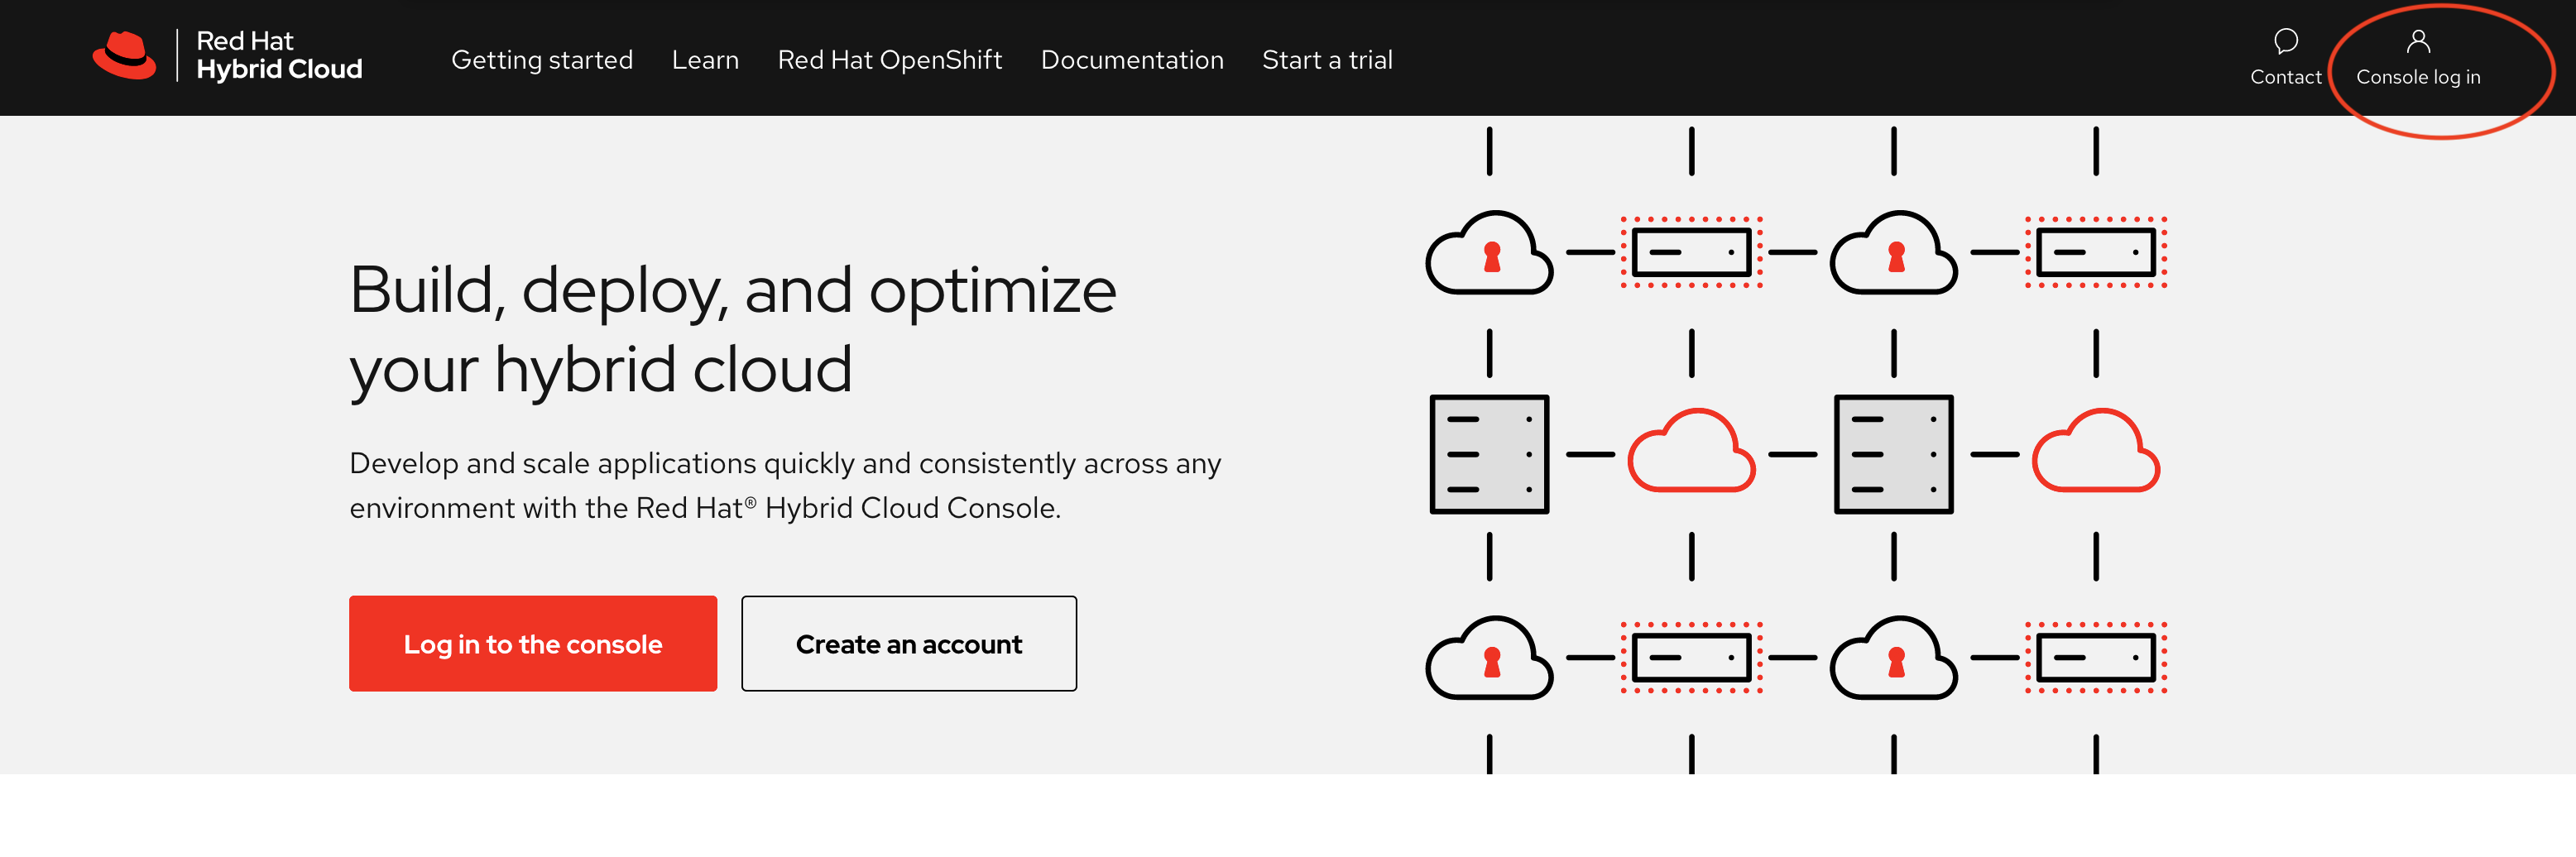 Red Hat
Hybrid Cloud
Getting started
Learn
Red Hat OpenShift
Documentation
Start a trial
Contact
Console log in
Build, deploy, and optimize
your hybrid cloud
Develop and scale applications quickly and consistently across any
environment with the Red Hat® Hybrid Cloud Console.
Log in to the console
Create an account